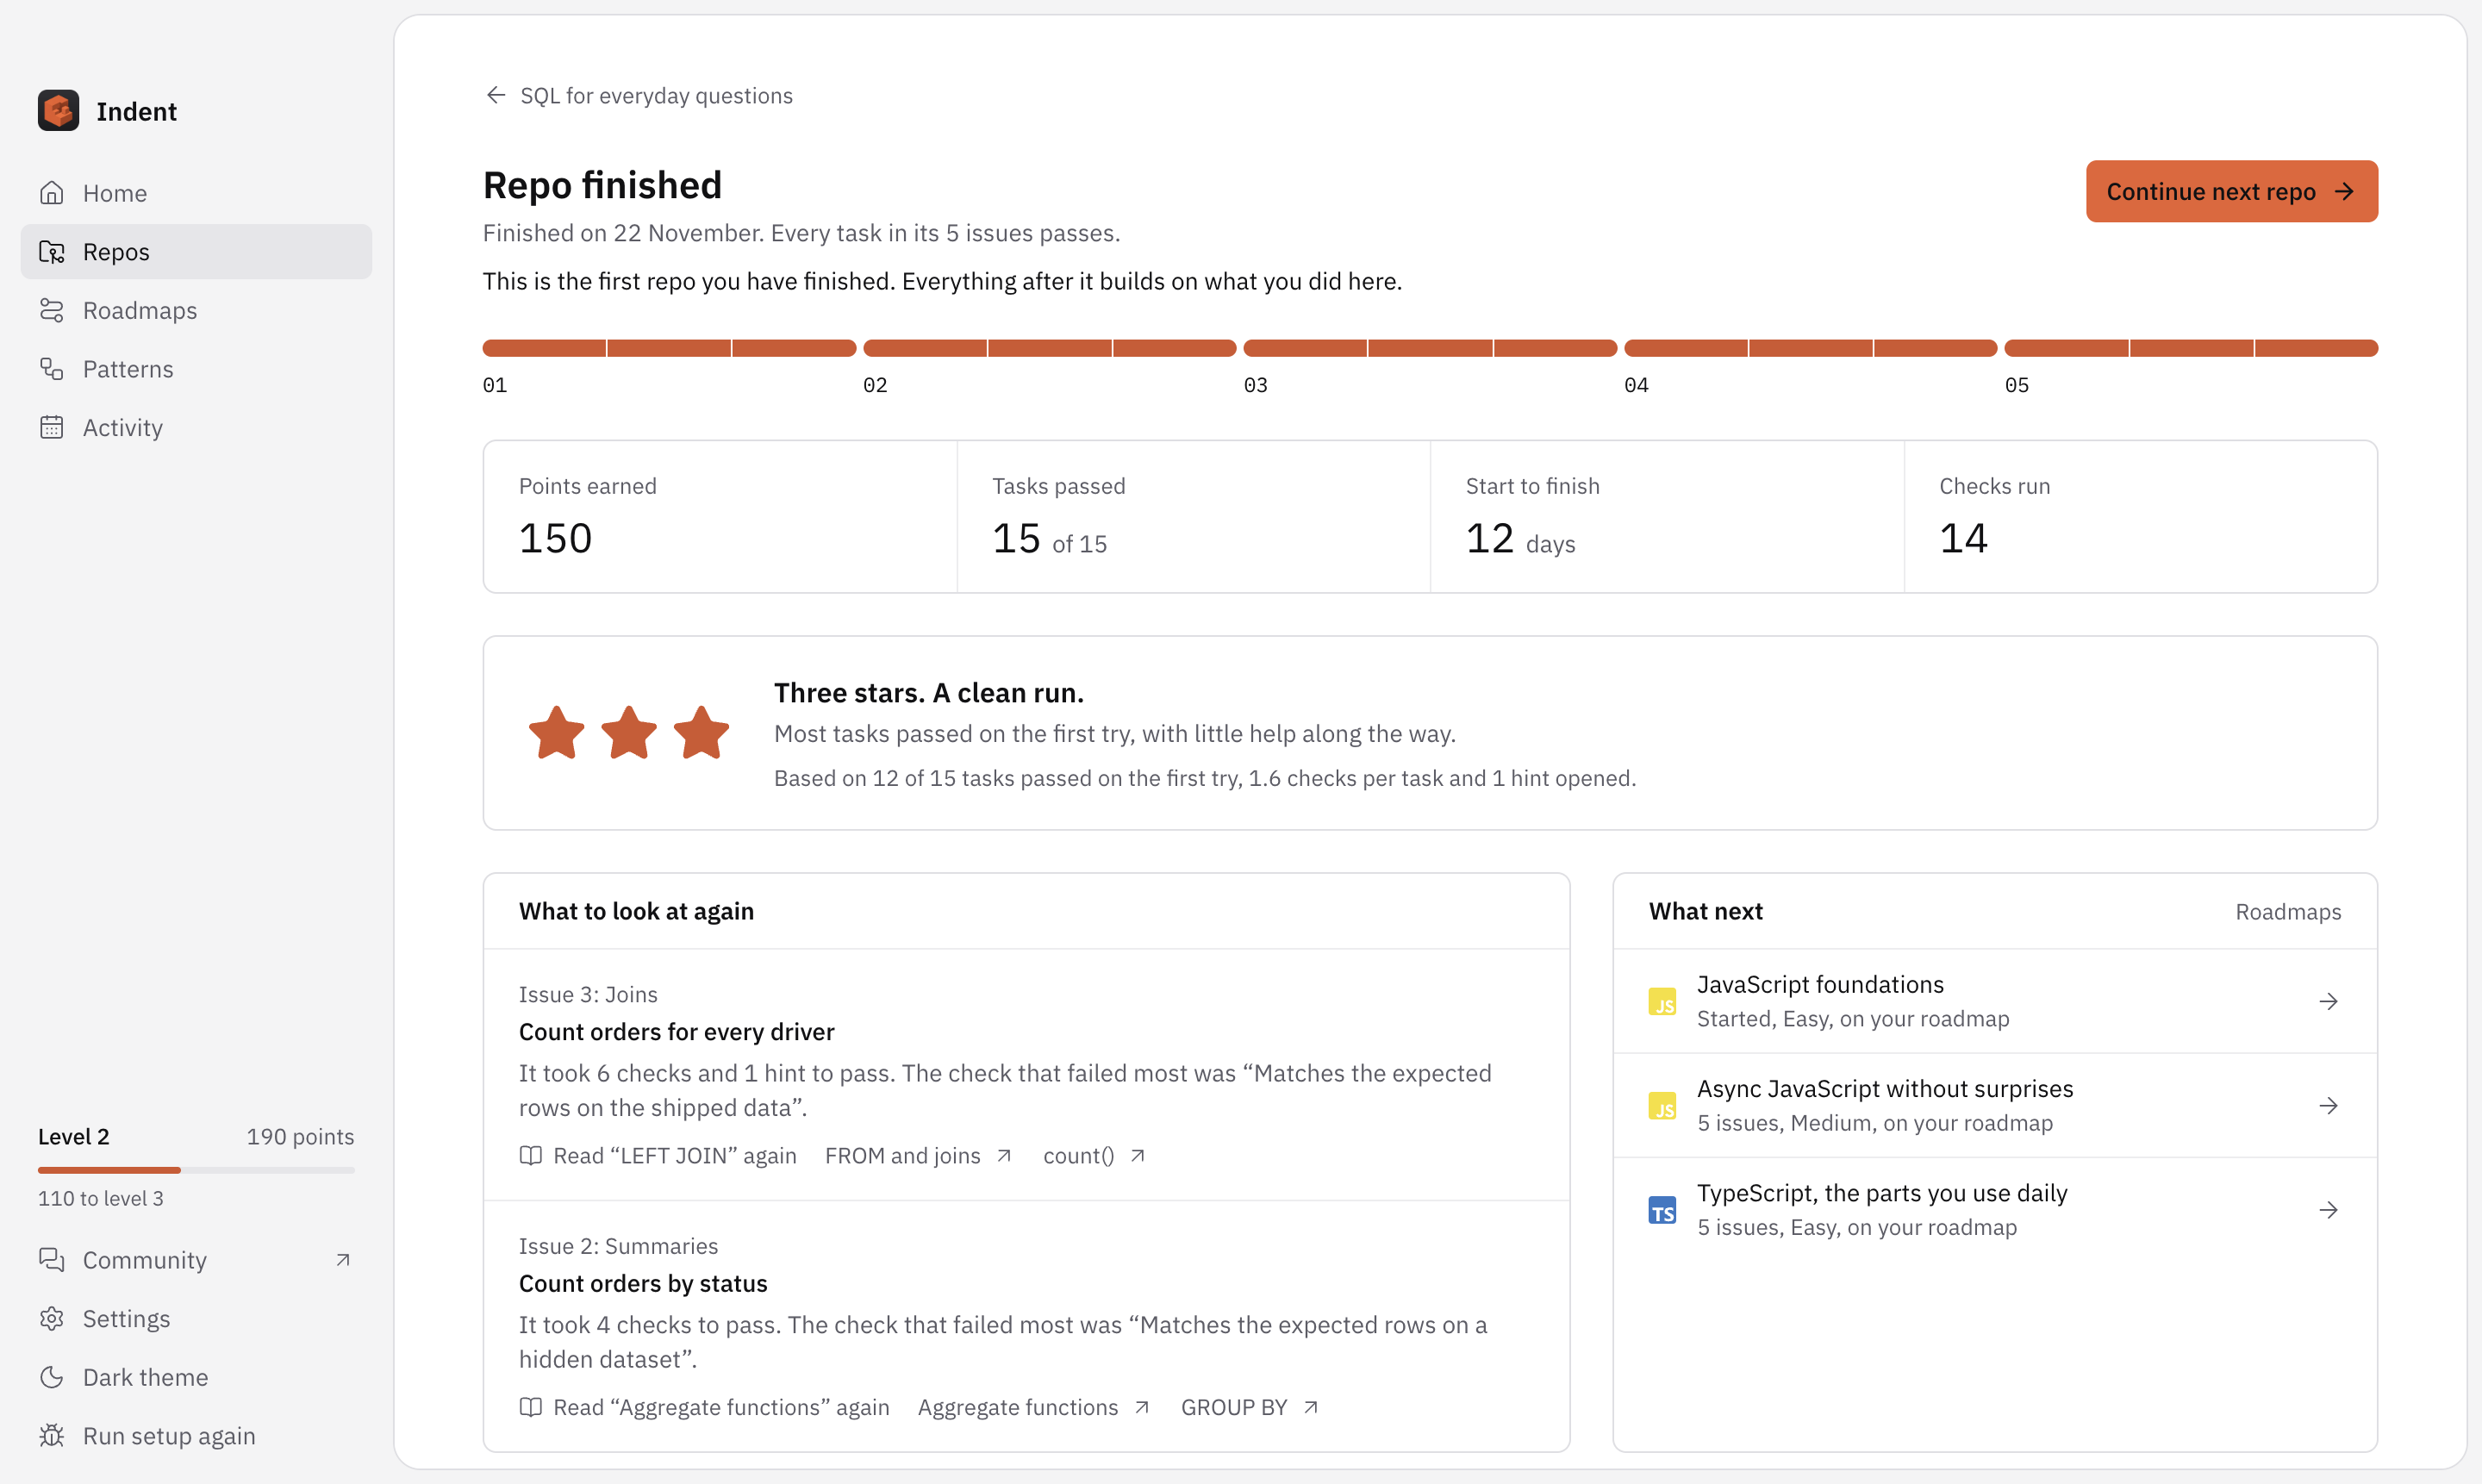 Indent
Home
Repos
Roadmaps
Patterns
Activity
Level 2
190 points
110 to level 3
Community
Settings
Dark theme
Run setup again
SQL for everyday questions
Repo finished
Continue next repo
Finished on 22 November. Every task in its 5 issues passes.
This is the first repo you have finished. Everything after it builds on what you did here.
01
02
03
04
05
Points earned
150
Tasks passed
15 of 15
Start to finish
12 days
Checks run
14
Three stars. A clean run.
Most tasks passed on the first try, with little help along the way.
Based on 12 of 15 tasks passed on the first try, 1.6 checks per task and 1 hint opened.
What to look at again
Issue 3: Joins
Count orders for every driver
It took 6 checks and 1 hint to pass. The check that failed most was “Matches the expected
rows on the shipped data”.
Read “LEFT JOIN” again
FROM and joins
count()
Issue 2: Summaries
Count orders by status
It took 4 checks to pass. The check that failed most was “Matches the expected rows on a
hidden dataset”.
Read “Aggregate functions” again
Aggregate functions
GROUP BY
What next
Roadmaps
JS
JavaScript foundations
Started, Easy, on your roadmap
JS
Async JavaScript without surprises
5 issues, Medium, on your roadmap
TS
TypeScript, the parts you use daily
5 issues, Easy, on your roadmap